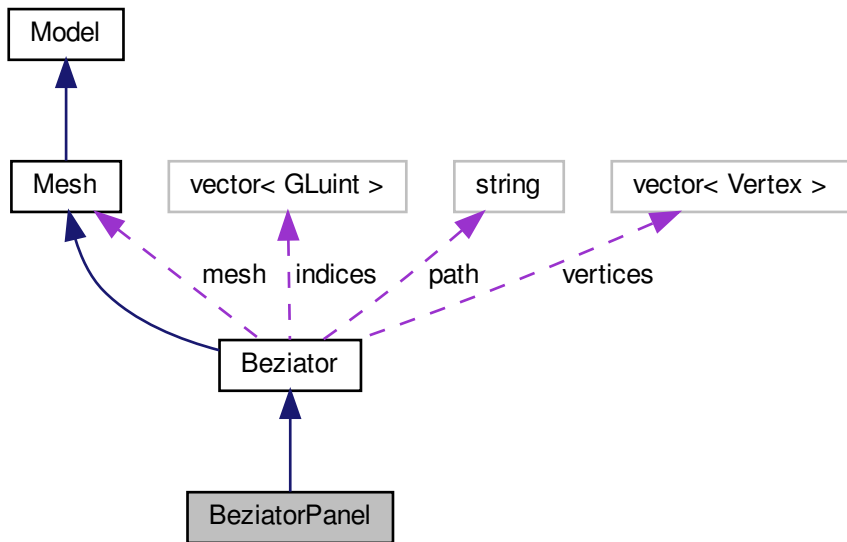 Model
Mesh
vector< GLuint >
string
vector< Vertex >
mesh
indices
path
vertices
Beziator
BeziatorPanel